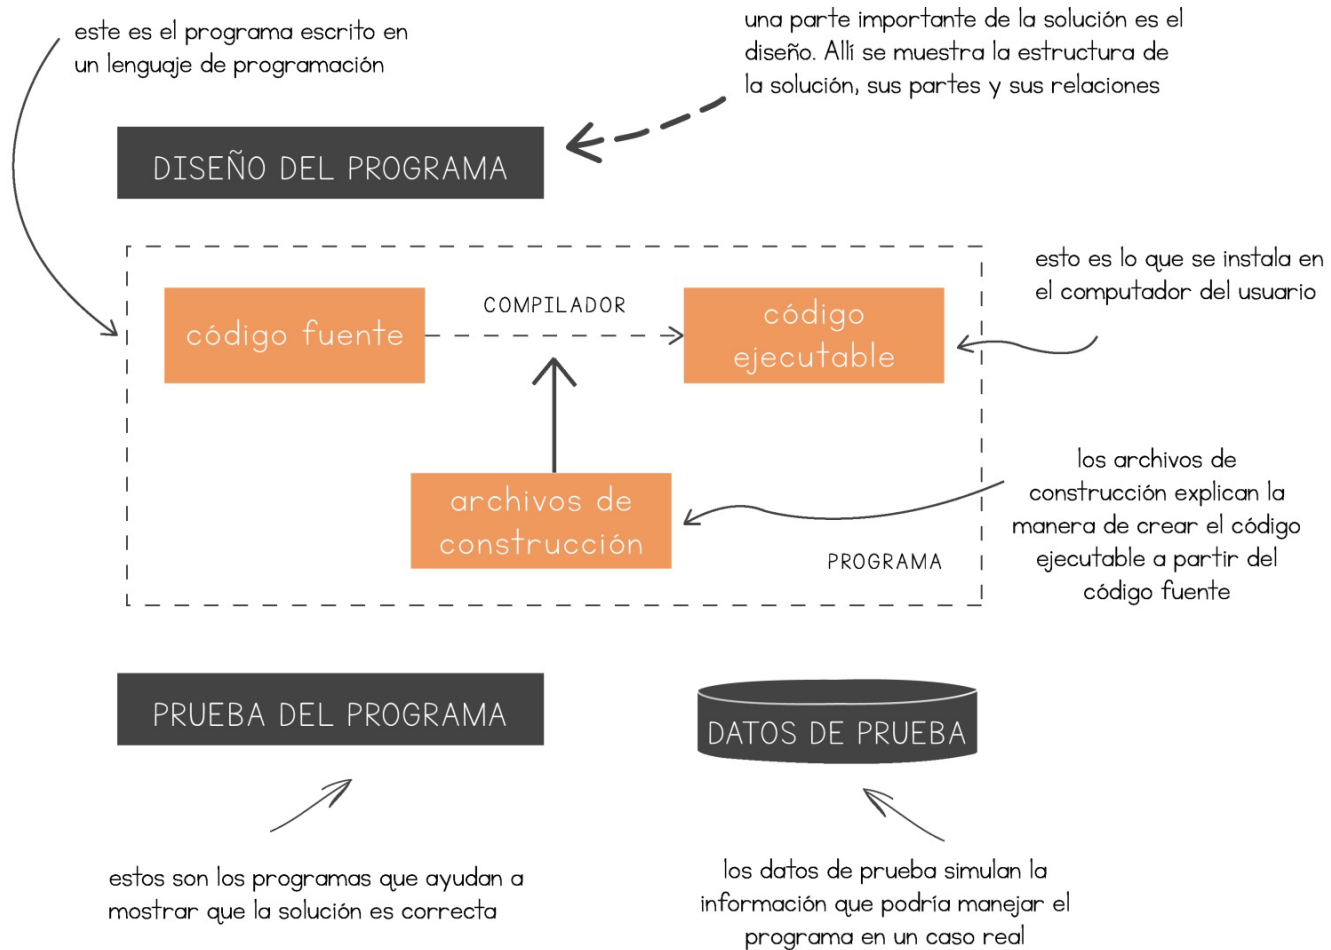 este es el programa escrito en
un lenguaje de programación
una parte importante de la solución es el
diseño. Allí se muestra la estructura de
la solución, sus partes y sus relaciones
DISEÑO DEL PROGRAMA
esto es lo que se instala en
el computador del usuario
código fuente
COMPILADOR
código
ejecutable
archivos de
construcción
PROGRAMA
los archivos de
construcción explican la
manera de crear el código
ejecutable a partir del
código fuente
PRUEBA DEL PROGRAMA
DATOS DE PRUEBA
estos son los programas que ayudan a
mostrar que la solución es correcta
los datos de prueba simulan la
información que podría manejar el
programa en un caso real